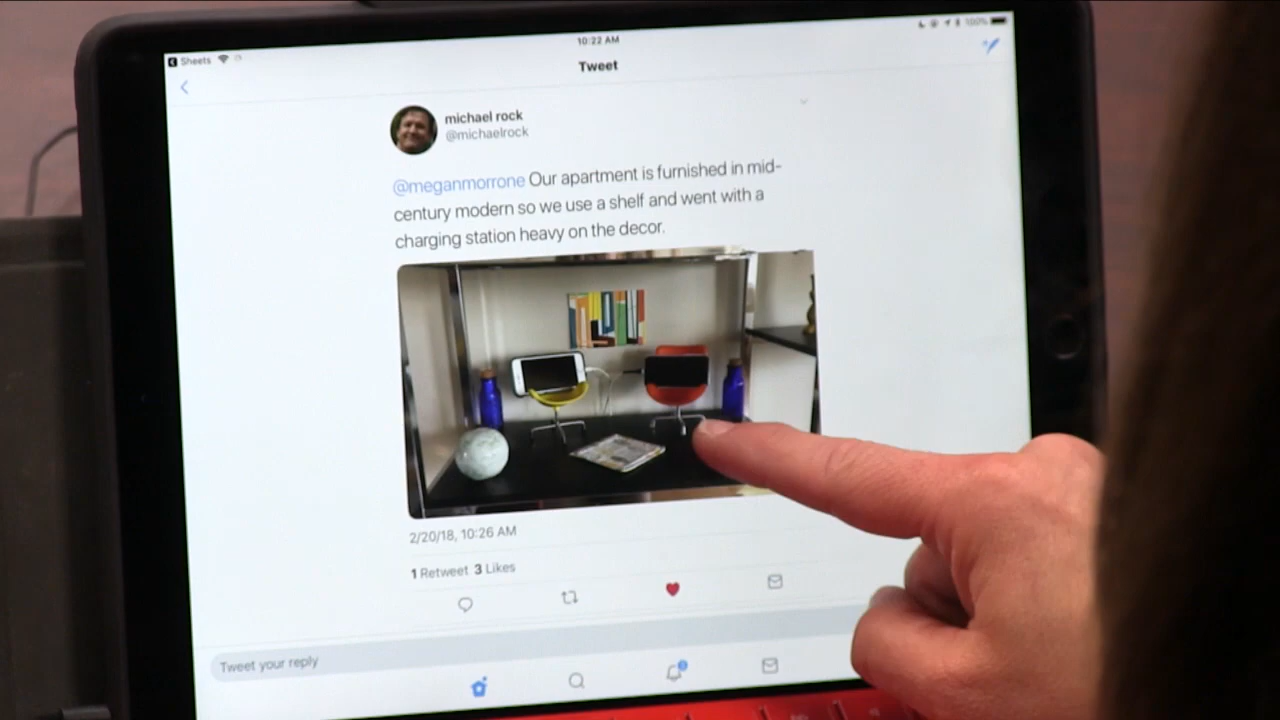 Sheets
10:22 AM
100%
Tweet
michael rock
@michaelrock
@meganmorrone Our apartment is furnished in mid-
century modern so we use a shelf and went with a
charging station heavy on the decor.
2/20/18, 10:26 AM
1 Retweet 3 Likes
Tweet your reply